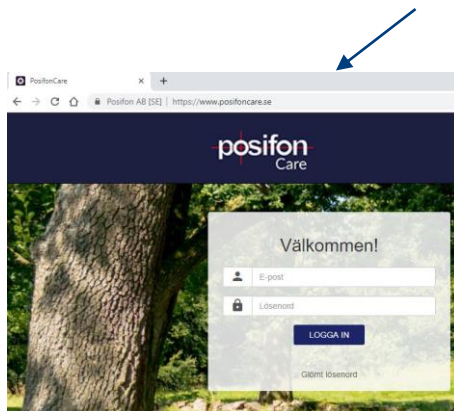 PosifonCare
Posifon AB [SE] | https://www.posifoncare.se
posifon
Care
Välkommen!
E-post
Lösenord
LOGGA IN
Glömt lösenord